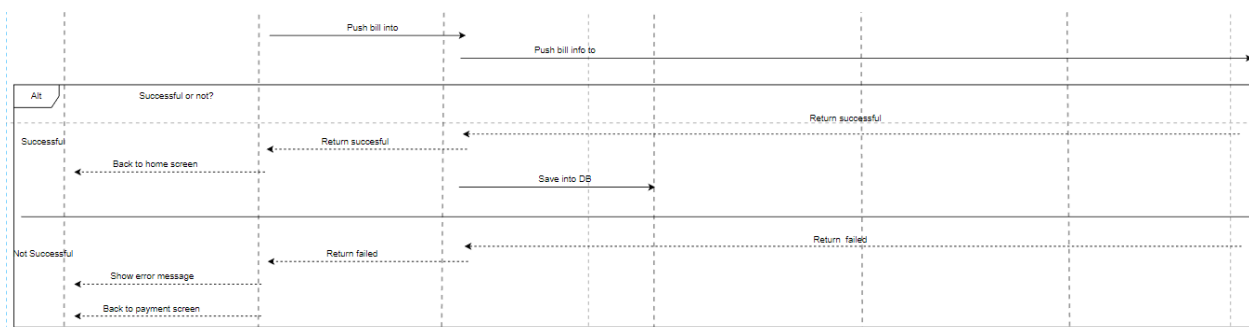 Push bill into
Push bill info to
Alt
Successful or not?
Return successful
Successful
Return succesful
Back to home screen
Save into DB
Return failed
Not Successful
Return failed
Show error message
Back to payment screen